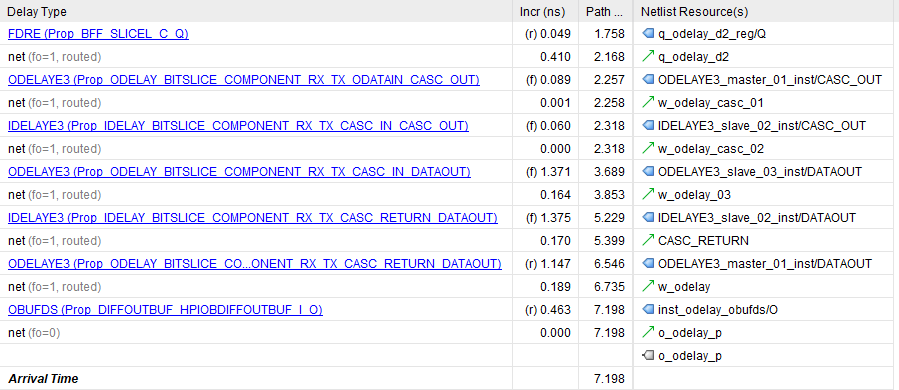 Delay Type Incr (ns) Path ... Netlist Resource(s)
FDRE (Prop_BFF_SLICEL_C_Q) (r) 0.049 1.758 q_odelay_d2_reg/Q
net (fo=1, routed) 0.410 2.168 q_odelay_d2
ODELAYE3 (Prop_ODELAY_BITSLICE_COMPONENT_RX_TX_ODATAIN_CASC_OUT) (f) 0.089 2.257 ODELAYE3_master_01_inst/CASC_OUT
net (fo=1, routed) 0.001 2.258 w_odelay_casc_01
IDELAYE3 (Prop_IDELAY_BITSLICE_COMPONENT_RX_TX_CASC_IN_CASC_OUT) (f) 0.060 2.318 IDELAYE3_slave_02_inst/CASC_OUT
net (fo=1, routed) 0.000 2.318 w_odelay_casc_02
ODELAYE3 (Prop_ODELAY_BITSLICE_COMPONENT_RX_TX_CASC_IN_DATAOUT) (f) 1.371 3.689 ODELAYE3_slave_03_inst/DATAOUT
net (fo=1, routed) 0.164 3.853 w_odelay_03
IDELAYE3 (Prop_IDELAY_BITSLICE_COMPONENT_RX_TX_CASC_RETURN_DATAOUT) (f) 1.375 5.229 IDELAYE3_slave_02_inst/DATAOUT
net (fo=1, routed) 0.170 5.399 CASC_RETURN
ODELAYE3 (Prop_ODELAY_BITSLICE_CO...ONENT_RX_TX_CASC_RETURN_DATAOUT) (r) 1.147 6.546 ODELAYE3_master_01_inst/DATAOUT
net (fo=1, routed) 0.189 6.735 w_odelay
OBUFDS (Prop_DIFFOUTBUF_HPIOBDIFFOUTBUF_I_O) (r) 0.463 7.198 inst_odelay_obufds/O
net (fo=0) 0.000 7.198 o_odelay_p
o_odelay_p
Arrival Time 7.198